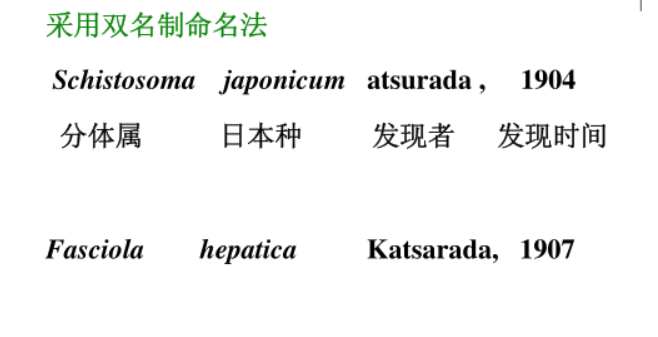 采用双名制命名法
Schistosoma japonicum atsurada , 1904
分体属 日本种 发现者 发现时间
Fasciola hepatica Katsarada, 1907